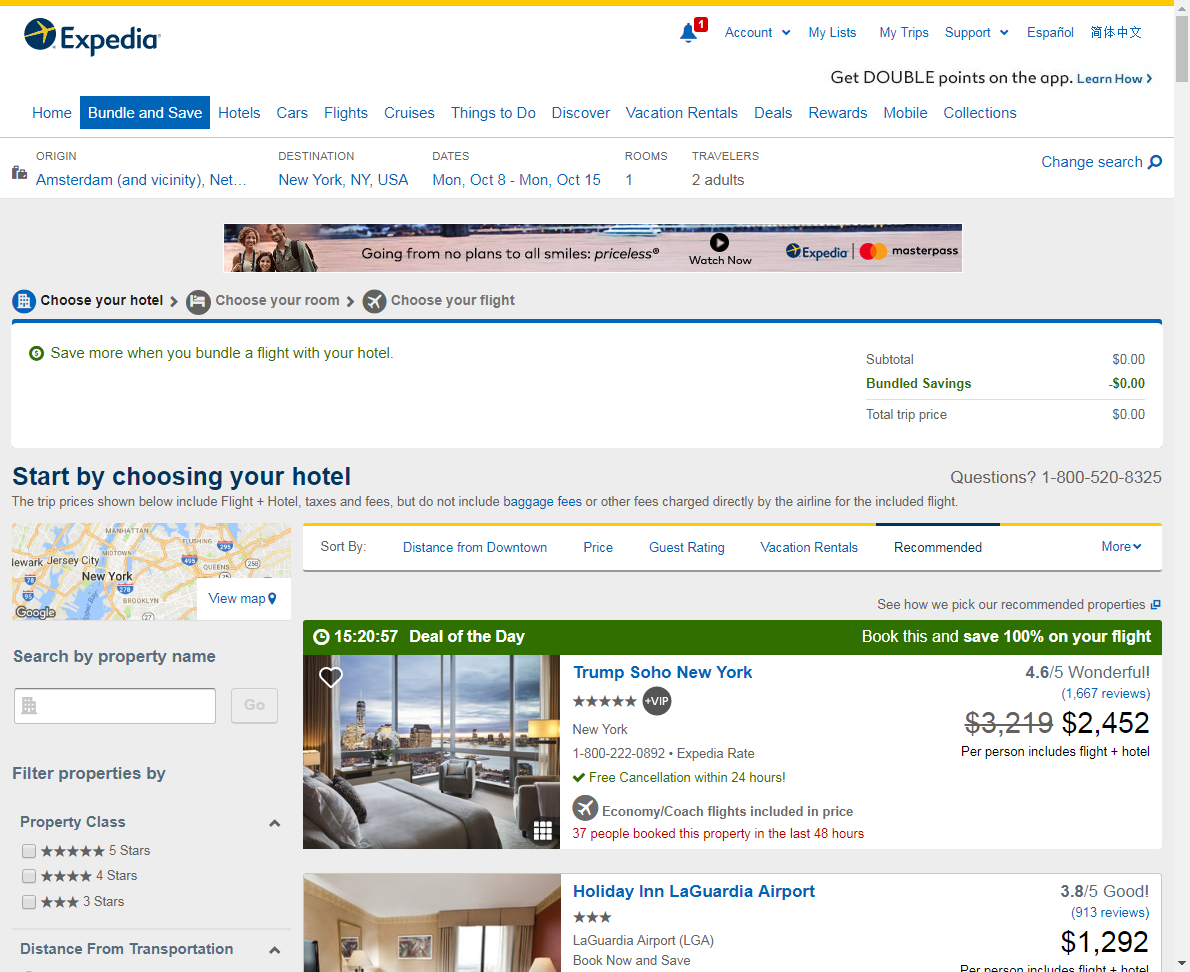 Expedia
1
Account
My Lists
My Trips
Support
Español
简体中文
Get DOUBLE points on the app. Learn How
Home
Bundle and Save
Hotels
Cars
Flights
Cruises
Things to Do
Discover
Vacation Rentals
Deals
Rewards
Mobile
Collections
ORIGIN
Amsterdam (and vicinity), Net...
DESTINATION
New York, NY, USA
DATES
Mon, Oct 8 - Mon, Oct 15
ROOMS
1
TRAVELERS
2 adults
Change search
Going from no plans to all smiles: priceless®
Watch Now
Expedia
masterpass
Choose your hotel
Choose your room
Choose your flight
Save more when you bundle a flight with your hotel.
Subtotal $0.00
Bundled Savings -$0.00
Total trip price $0.00
Start by choosing your hotel
Questions? 1-800-520-8325
The trip prices shown below include Flight + Hotel, taxes and fees, but do not include baggage fees or other fees charged directly by the airline for the included flight.
MANHATTAN
FLUSHING
295
MIDTOWN
ewark
Jersey City
495
QUEENS
258
78
New York
278
95
BROOKLYN
27
Google
View map
Sort By:
Distance from Downtown
Price
Guest Rating
Vacation Rentals
Recommended
More
See how we pick our recommended properties
Search by property name
Go
Filter properties by
Property Class
5 Stars
4 Stars
3 Stars
Distance From Transportation
15:20:57 Deal of the Day
Book this and save 100% on your flight
Trump Soho New York
+VIP
New York
1-800-222-0892 • Expedia Rate
Free Cancellation within 24 hours!
Economy/Coach flights included in price
37 people booked this property in the last 48 hours
4.6/5 Wonderful!
(1,667 reviews)
$3,219 $2,452
Per person includes flight + hotel
Holiday Inn LaGuardia Airport
LaGuardia Airport (LGA)
Book Now and Save
3.8/5 Good!
(913 reviews)
$1,292
Per person includes flight + hotel